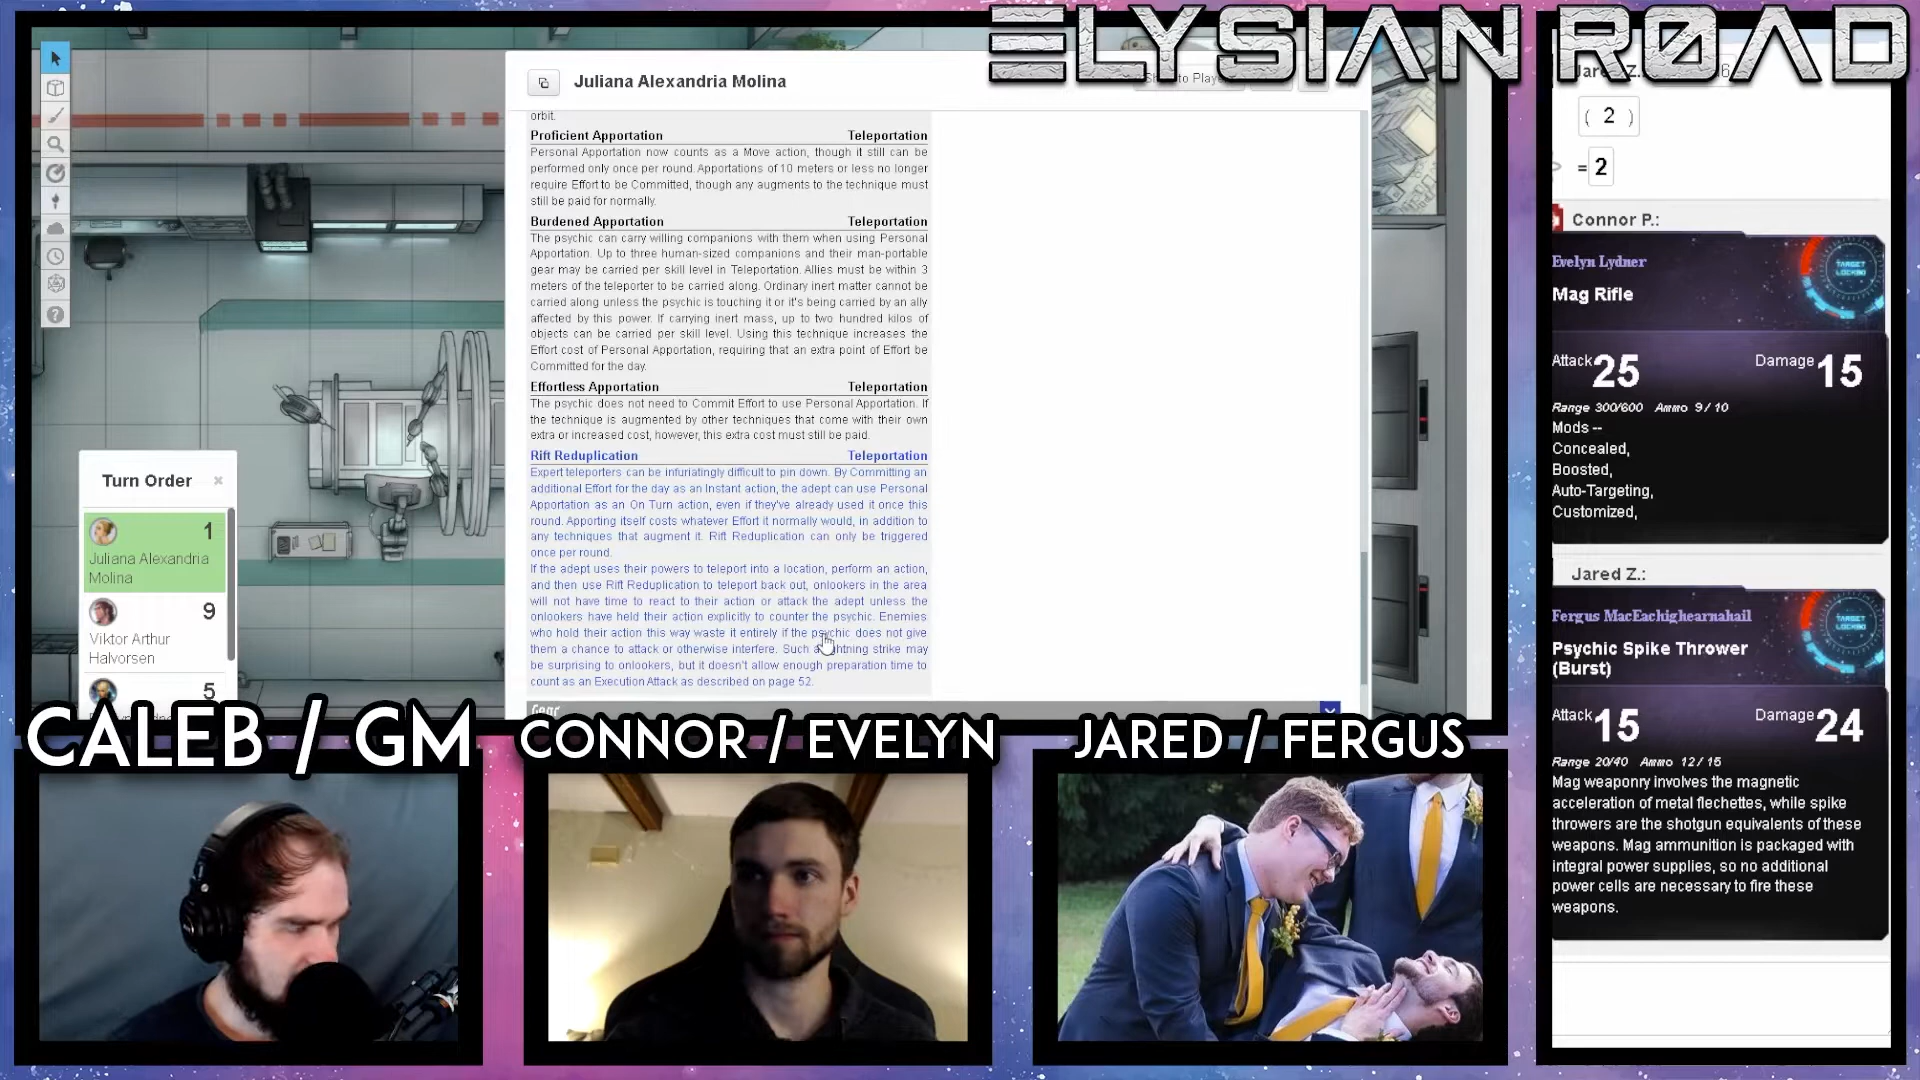 ELYSIAN RØAD
Juliana Alexandria Molina
orbit.
Proficient Apportation Teleportation
Personal Apportation now counts as a Move action, though it still can be
performed only once per round. Apportations of 10 meters or less no longer
require Effort to be Committed, though any augments to the technique must
still be paid for normally.
Burdened Apportation Teleportation
The psychic can carry willing companions with them when using Personal
Apportation. Up to three human-sized companions and their man-portable
gear may be carried per skill level in Teleportation. Allies must be within 3
meters of the teleporter to be carried along. Ordinary inert matter cannot be
carried along unless the psychic is touching it or it's being carried by an ally
affected by this power. If carrying inert mass, up to two hundred kilos of
objects can be carried per skill level. Using this technique increases the
Effort cost of Personal Apportation, requiring that an extra point of Effort be
Committed for the day.
Effortless Apportation Teleportation
The psychic does not need to Commit Effort to use Personal Apportation. If
the technique is augmented by other techniques that come with their own
extra or increased cost, however, this extra cost must still be paid.
Rift Reduplication Teleportation
Expert teleporters can be infuriatingly difficult to pin down. By Committing an
additional Effort for the day as an Instant action, the adept can use Personal
Apportation as an On Turn action, even if they've already used it once this
round. Apporting itself costs whatever Effort it normally would, in addition to
any techniques that augment it. Rift Reduplication can only be triggered
once per round.
If the adept uses their powers to teleport into a location, perform an action,
and then use Rift Reduplication to teleport back out, onlookers in the area
will not have time to react to their action or attack the adept unless the
onlookers have held their action explicitly to counter the psychic. Enemies
who hold their action this way waste it entirely if the psychic does not give
them a chance to attack or otherwise interfere. Such a lightning strike may
be surprising to onlookers, but it doesn't allow enough preparation time to
count as an Execution Attack as described on page 52.
Gear
Turn Order ×
1
Juliana Alexandria
Molina
9
Viktor Arthur
Halvorsen
5
CALEB / GM
CONNOR / EVELYN
JARED / FERGUS
( 2 )
= 2
Connor P.:
Evelyn Lydner
TARGET
LOCKED
Mag Rifle
Attack 25 Damage 15
Range 300/600 Ammo 9 / 10
Mods --
Concealed,
Boosted,
Auto-Targeting,
Customized,
Jared Z.:
Fergus MacEachighearnahail
TARGET
LOCKED
Psychic Spike Thrower
(Burst)
Attack 15 Damage 24
Range 20/40 Ammo 12 / 15
Mag weaponry involves the magnetic
acceleration of metal flechettes, while spike
throwers are the shotgun equivalents of these
weapons. Mag ammunition is packaged with
integral power supplies, so no additional
power cells are necessary to fire these
weapons.